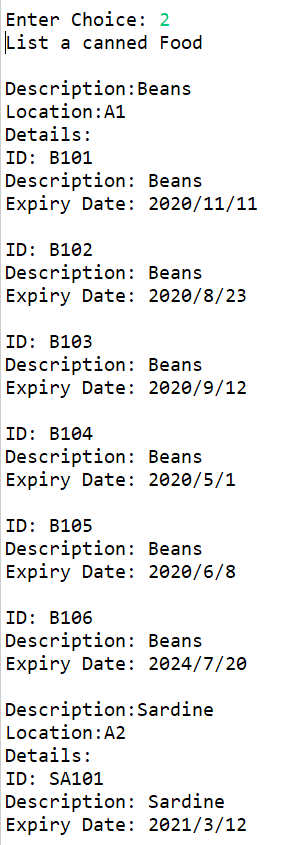 Enter Choice: 2
List a canned Food
Description:Beans
Location:A1
Details:
ID: B101
Description: Beans
Expiry Date: 2020/11/11
ID: B102
Description: Beans
Expiry Date: 2020/8/23
ID: B103
Description: Beans
Expiry Date: 2020/9/12
ID: B104
Description: Beans
Expiry Date: 2020/5/1
ID: B105
Description: Beans
Expiry Date: 2020/6/8
ID: B106
Description: Beans
Expiry Date: 2024/7/20
Description:Sardine
Location:A2
Details:
ID: SA101
Description: Sardine
Expiry Date: 2021/3/12